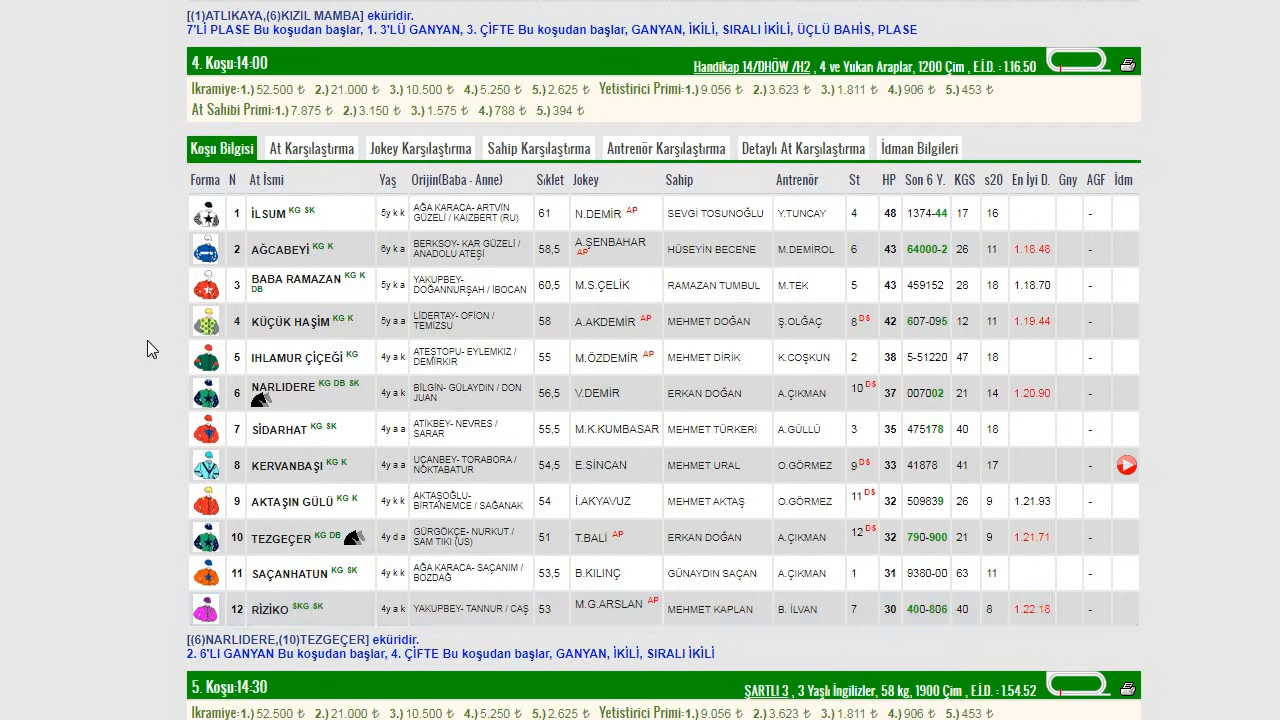 [(1)ATLIKAYA,(6)KIZIL MAMBA] eküridir.
7'Lİ PLASE Bu koşudan başlar, 1. 3'LÜ GANYAN, 3. ÇİFTE Bu koşudan başlar, GANYAN, İKİLİ, SIRALI İKİLİ, ÜÇLÜ BAHİS, PLASE
4. Koşu:14:00 Handikap 14/DHÖW /H2 , 4 ve Yukarı Araplar, 1200 Çim , E.İ.D. : 1.16.50
Ikramiye:1.) 52.500 ₺ 2.) 21.000 ₺ 3.) 10.500 ₺ 4.) 5.250 ₺ 5.) 2.625 ₺ Yetistirici Primi:1.) 9.056 ₺ 2.) 3.623 ₺ 3.) 1.811 ₺ 4.) 906 ₺ 5.) 453 ₺
At Sahibi Primi:1.) 7.875 ₺ 2.) 3.150 ₺ 3.) 1.575 ₺ 4.) 788 ₺ 5.) 394 ₺
Koşu Bilgisi At Karşılaştırma Jokey Karşılaştırma Sahip Karşılaştırma Antrenör Karşılaştırma Detaylı At Karşılaştırma İdman Bilgileri
Forma N At İsmi Yaş Orijin(Baba - Anne) Sıklet Jokey Sahip Antrenör St HP Son 6 Y. KGS s20 En İyi D. Gny AGF İdm
1 İLSUM KG SK 5y k k AĞA KARACA- ARTVİN GÜZELİ / KAIZBERT (RU) 61 N.DEMİR AP SEVGİ TOSUNOĞLU Y.TUNCAY 4 48 1374-44 17 16 -
2 AĞCABEYİ KG K 6y k a BERKSOY- KAR GÜZELİ / ANADOLU ATEŞİ 58,5 A.ŞENBAHAR AP HÜSEYİN BECENE M.DEMİROL 6 43 64000-2 26 11 1.18.48 -
3 BABA RAMAZAN KG K DB 5y k a YAKUPBEY- DOĞANNURŞAH / İBOCAN 60,5 M.S.ÇELİK RAMAZAN TUMBUL M.TEK 5 43 459152 28 18 1.18.70 -
4 KÜÇÜK HAŞİM KG K 5y a a LİDERTAY- OFİON / TEMİZSU 58 A.AKDEMİR AP MEHMET DOĞAN Ş.OLĞAÇ 8 DS 42 607-095 12 11 1.19.44 -
5 IHLAMUR ÇİÇEĞİ KG 4y a k ATESTOPU- EYLEMKIZ / DEMİRKIR 55 M.ÖZDEMİR AP MEHMET DİRİK K.COŞKUN 2 38 5-51220 47 18 -
6 NARLIDERE KG DB SK 4y a k BİLGİN- GÜLAYDIN / DON JUAN 56,5 V.DEMİR ERKAN DOĞAN A.ÇIKMAN 10 DS 37 007002 21 14 1.20.90 -
7 SİDARHAT KG SK 4y a a ATİKBEY- NEVRES / SARAR 55,5 M.K.KUMBASAR MEHMET TÜRKERİ A.GÜLLÜ 3 35 475178 40 18 -
8 KERVANBAŞI KG K 4y a a UÇANBEY- TORABORA / NOKTABATUR 54,5 E.SİNCAN MEHMET URAL O.GÖRMEZ 9 DS 33 41878 41 17 -
9 AKTAŞIN GÜLÜ KG K 4y k k AKTAŞOĞLU- BİRTANEMCE / SAĞANAK 54 İ.AKYAVUZ MEHMET AKTAŞ O.GÖRMEZ 11 DS 32 309839 26 9 1.21.93 -
10 TEZGEÇER KG DB 4y d a GÜRGÖKÇE- NURKUT / SAM TIKI (US) 51 T.BALİ AP ERKAN DOĞAN A.ÇIKMAN 12 DS 32 790-900 21 9 1.21.71 -
11 SAÇANHATUN KG SK 4y k k AĞA KARACA- SAÇANIM / BOZDAĞ 53,5 B.KILINÇ GÜNAYDIN SAÇAN A.ÇIKMAN 1 31 3380-00 63 11 -
12 RİZİKO SKG SK 4y a k YAKUPBEY- TANNUR / CAŞ 53 M.G.ARSLAN AP MEHMET KAPLAN B. İLVAN 7 30 400-806 40 8 1.22.18 -
[(6)NARLIDERE,(10)TEZGEÇER] eküridir.
2. 6'LI GANYAN Bu koşudan başlar, 4. ÇİFTE Bu koşudan başlar, GANYAN, İKİLİ, SIRALI İKİLİ
5. Koşu:14:30 ŞARTLI 3 , 3 Yaşlı İngilizler, 58 kg, 1900 Çim , E.İ.D. : 1.54.52
Ikramiye:1.) 52.500 ₺ 2.) 21.000 ₺ 3.) 10.500 ₺ 4.) 5.250 ₺ 5.) 2.625 ₺ Yetistirici Primi:1.) 9.056 ₺ 2.) 3.623 ₺ 3.) 1.811 ₺ 4.) 906 ₺ 5.) 453 ₺